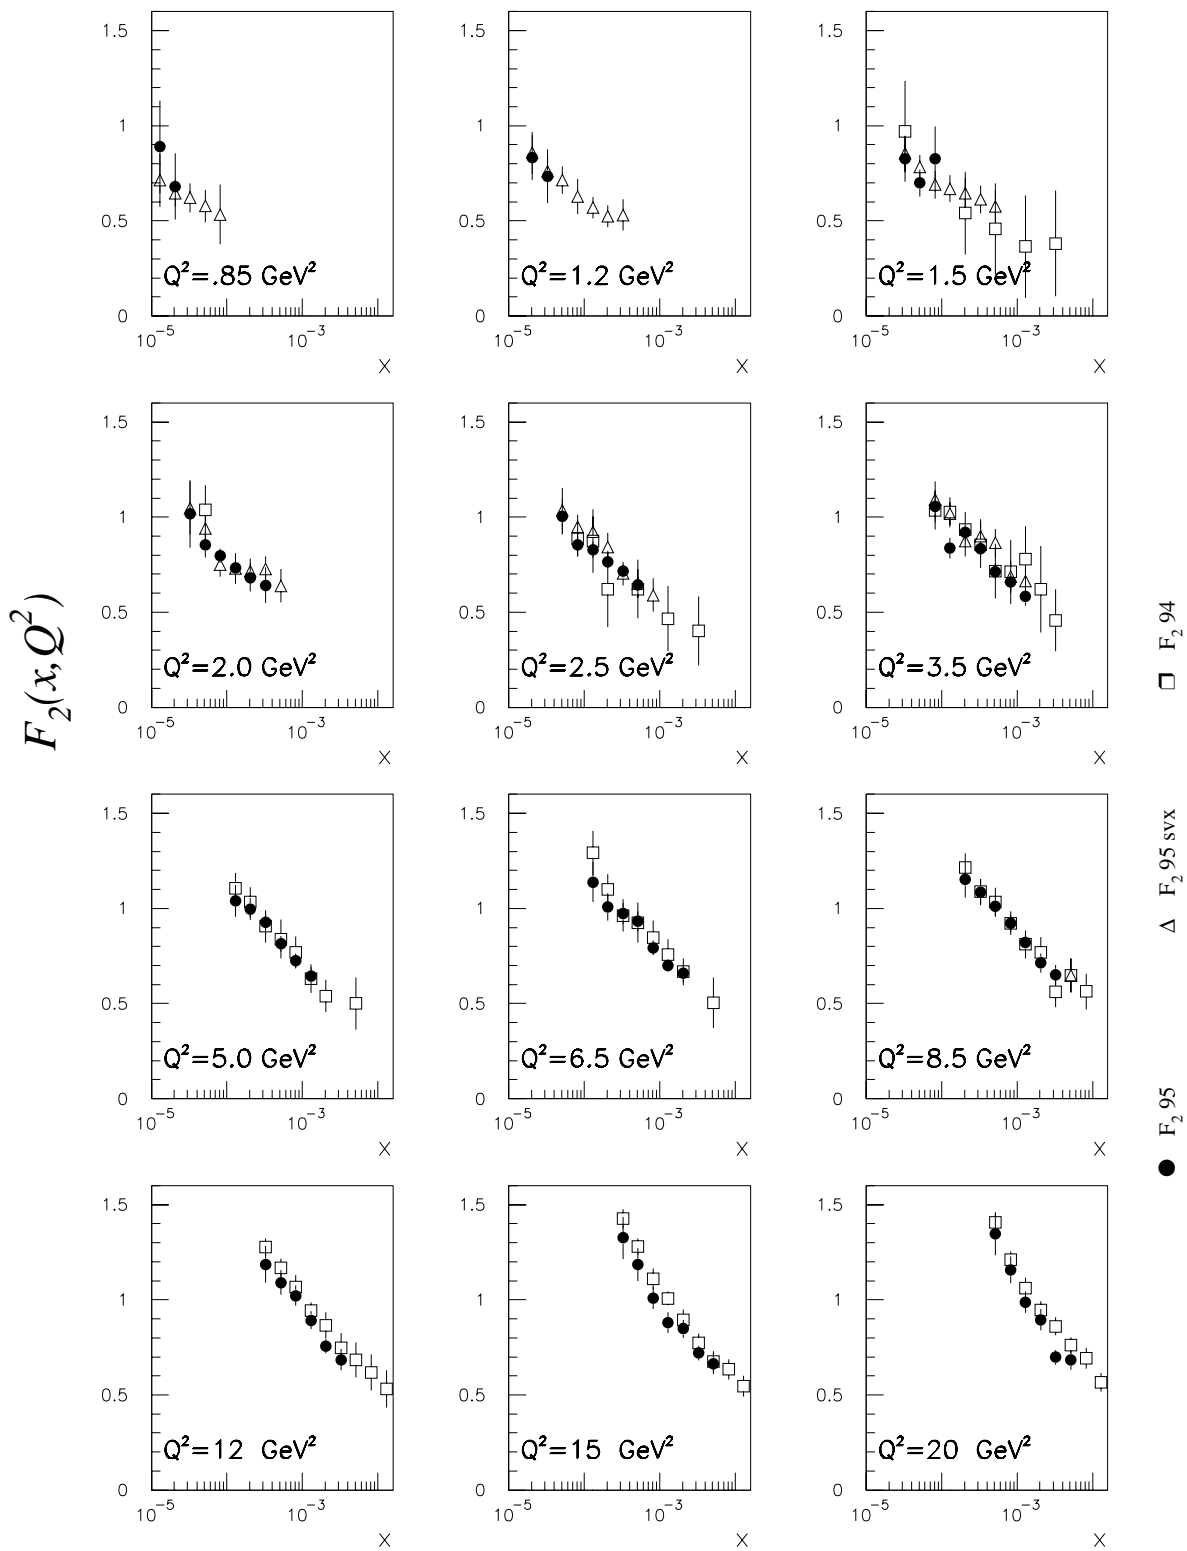 F₂(x,Q²)
1.5
1
0.5
0
Q²=.85 GeV²
10⁻⁵
10⁻³
X
1.5
1
0.5
0
Q²=1.2 GeV²
10⁻⁵
10⁻³
X
1.5
1
0.5
0
Q²=1.5 GeV²
10⁻⁵
10⁻³
X
1.5
1
0.5
0
Q²=2.0 GeV²
10⁻⁵
10⁻³
X
1.5
1
0.5
0
Q²=2.5 GeV²
10⁻⁵
10⁻³
X
1.5
1
0.5
0
Q²=3.5 GeV²
10⁻⁵
10⁻³
X
1.5
1
0.5
0
Q²=5.0 GeV²
10⁻⁵
10⁻³
X
1.5
1
0.5
0
Q²=6.5 GeV²
10⁻⁵
10⁻³
X
1.5
1
0.5
0
Q²=8.5 GeV²
10⁻⁵
10⁻³
X
1.5
1
0.5
0
Q²=12 GeV²
10⁻⁵
10⁻³
X
1.5
1
0.5
0
Q²=15 GeV²
10⁻⁵
10⁻³
X
1.5
1
0.5
0
Q²=20 GeV²
10⁻⁵
10⁻³
X
F₂ 95
F₂ 95 svx
F₂ 94